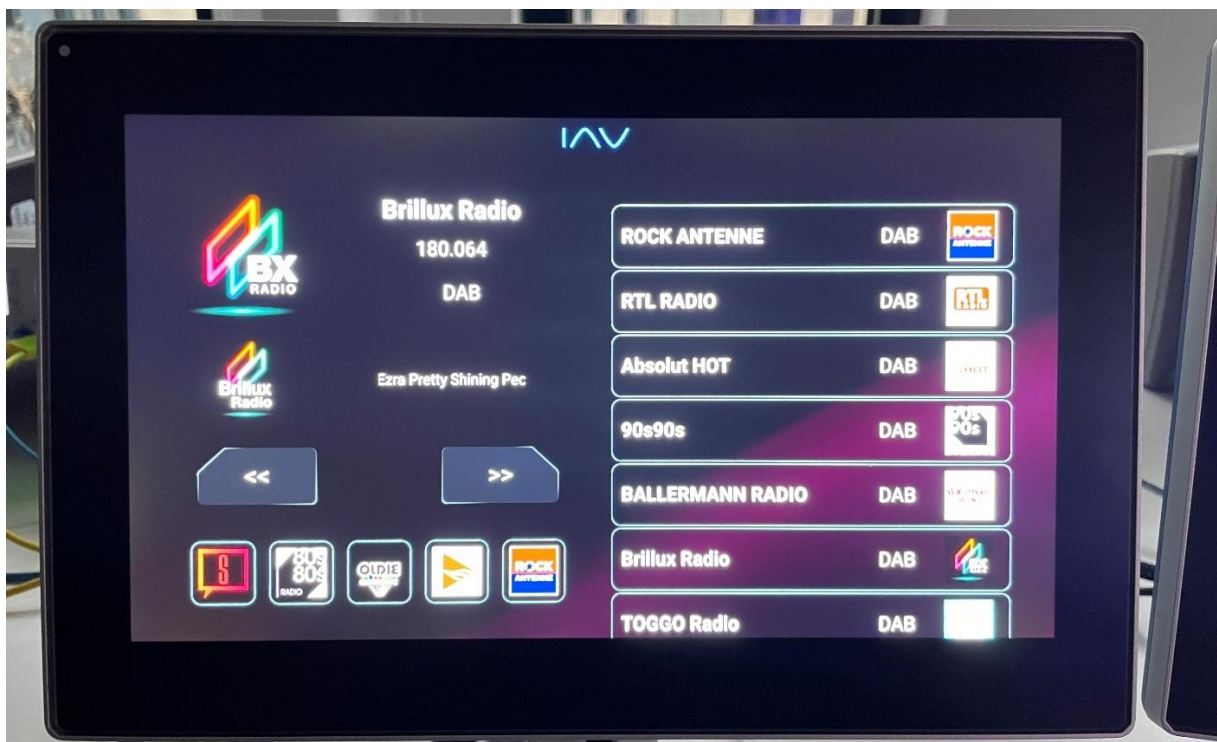 IAV
BX
RADIO
Brillux Radio
180.064
DAB
Brillux
Radio
Ezra Pretty Shining Pec
<<
>>
S
80s
80s
RADIO
OLDIE
ROCK
ANTENNE
ROCK ANTENNE
DAB
ROCK
ANTENNE
RTL RADIO
DAB
RTL
RADIO
Absolut HOT
DAB
HOT
90s90s
DAB
90s
90s
BALLERMANN RADIO
DAB
Brillux Radio
DAB
TOGGO Radio
DAB